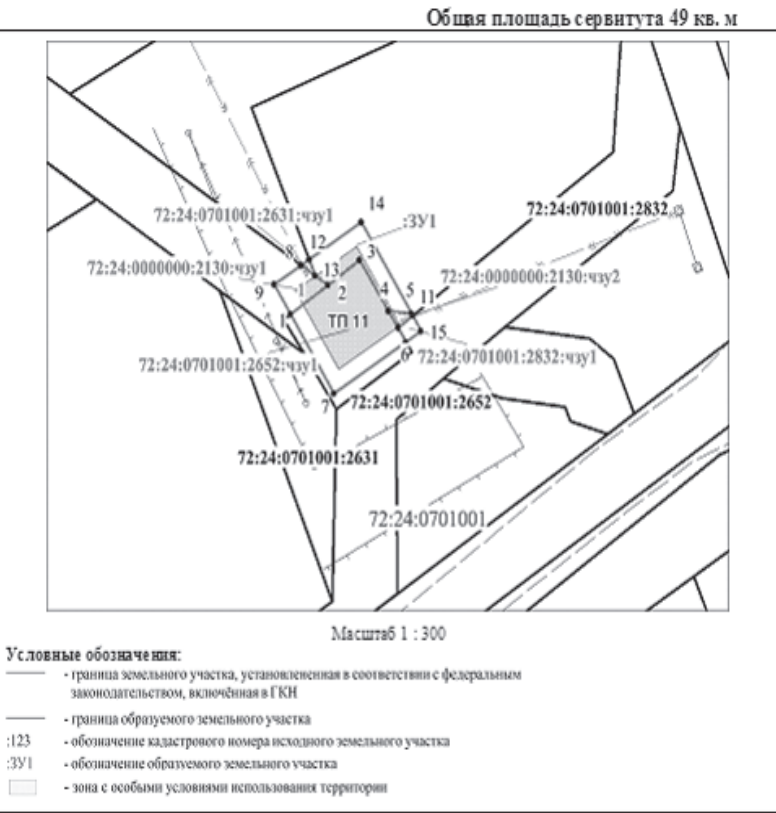 Общая площадь сервитута 49 кв. м
14
72:24:0701001:2631:чзу1
:ЗУ1
72:24:0701001:2832
12
8
3
72:24:0000000:2130:чзу1
13
72:24:0000000:2130:чзу2
9
1
2
4
5
11
1
ТП 11
15
6
72:24:0701001:2832:чзу1
72:24:0701001:2652:чзу1
7
72:24:0701001:2652
72:24:0701001:2631
72:24:0701001
Масштаб 1 : 300
Условные обозначения:
- граница земельного участка, установлененная в соответствии с федеральным
законодательством, включённая в ГКН
- граница образуемого земельного участка
:123 - обозначение кадастрового номера исходного земельного участка
:ЗУ1 - обозначение образуемого земельного участка
- зона с особыми условиями использования территории